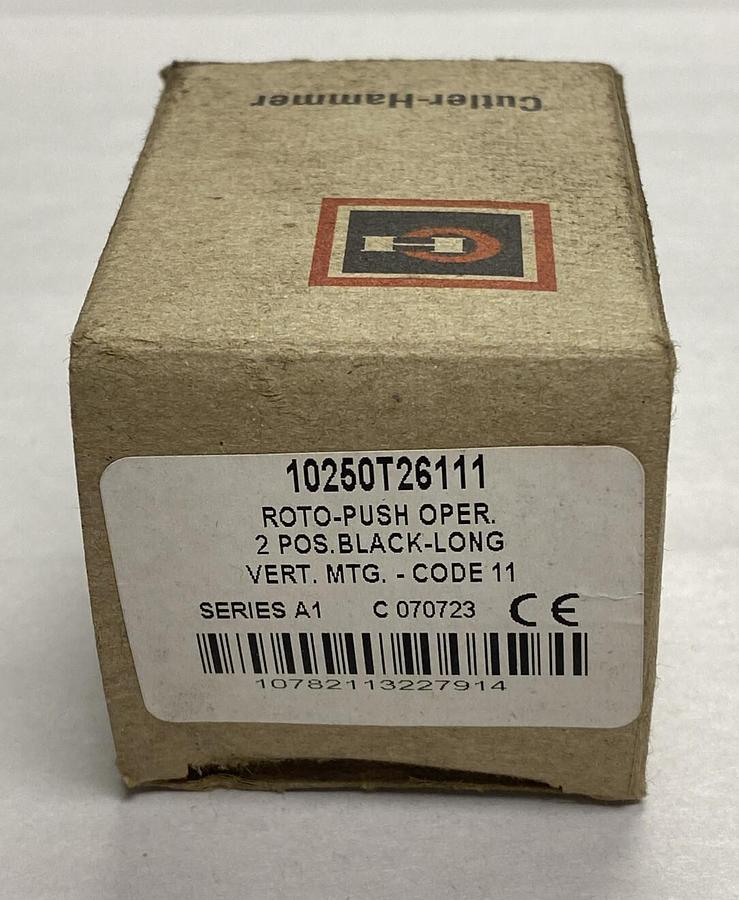 Cutler-Hammer
10250T26111
ROTO-PUSH OPER.
2 POS.BLACK-LONG
VERT. MTG. - CODE 11
SERIES A1 C 070723 CE
10782113227914